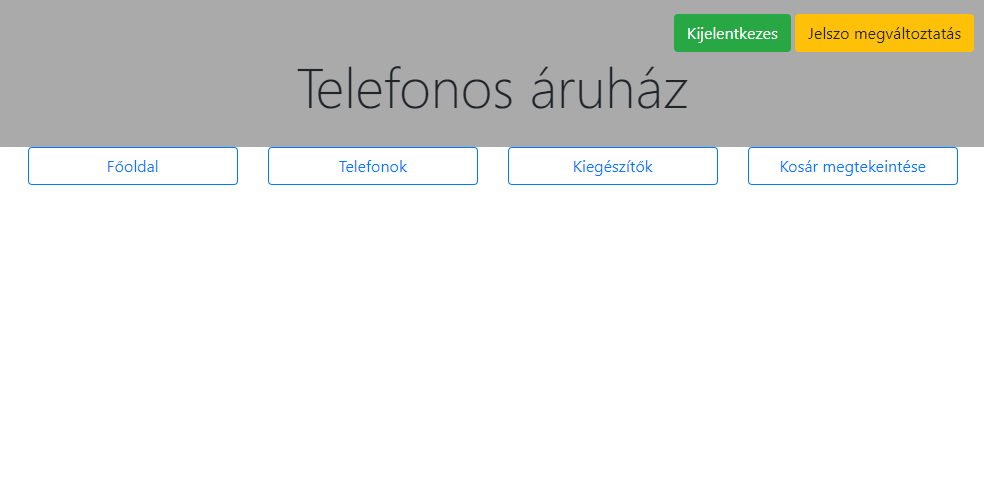 Kijelentkezes Jelszo megváltoztatás
Telefonos áruház
Főoldal Telefonok Kiegészítők Kosár megtekeintése